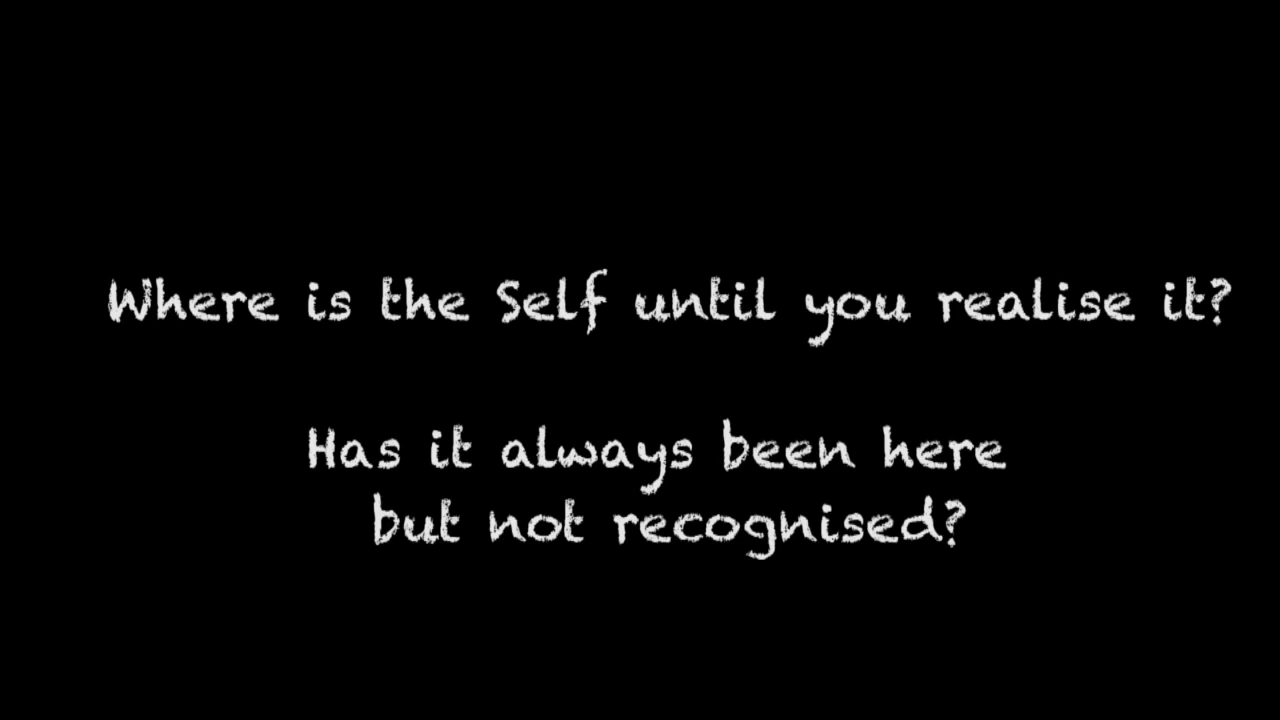 Where is the Self until you realise it?
Has it always been here
but not recognised?